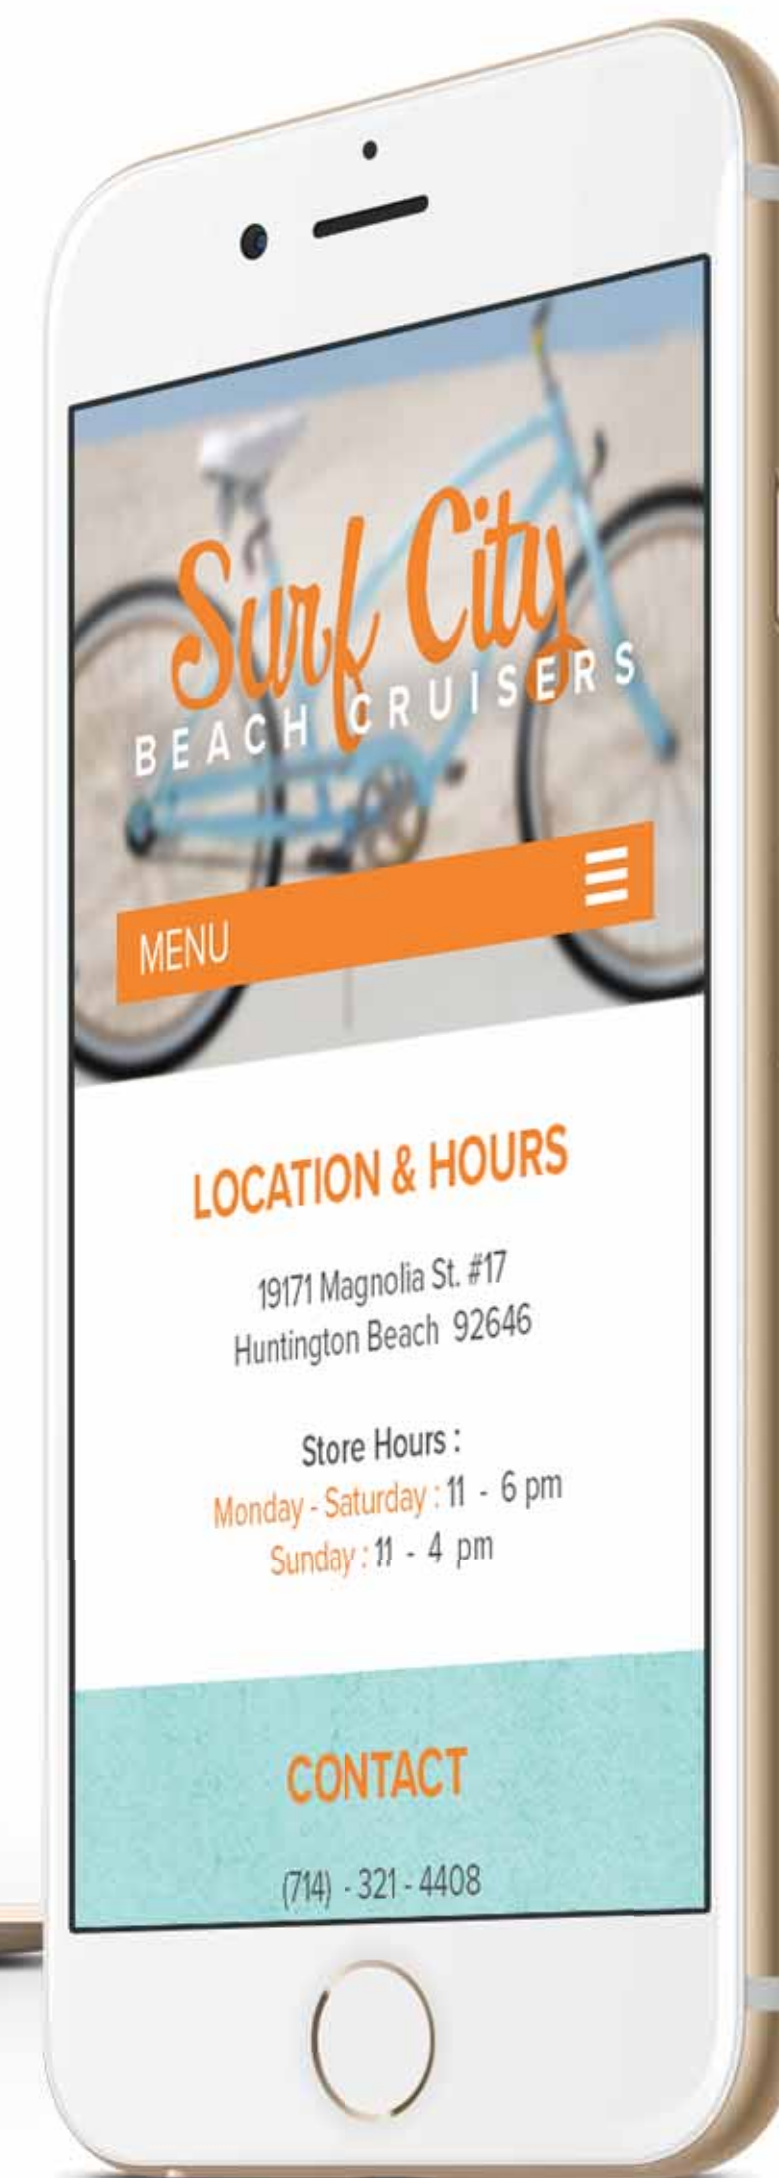 Surf City
BEACH CRUISERS
MENU
LOCATION & HOURS
19171 Magnolia St. #17
Huntington Beach 92646
Store Hours :
Monday - Saturday : 11 - 6 pm
Sunday : 11 - 4 pm
CONTACT
(714) - 321 - 4408